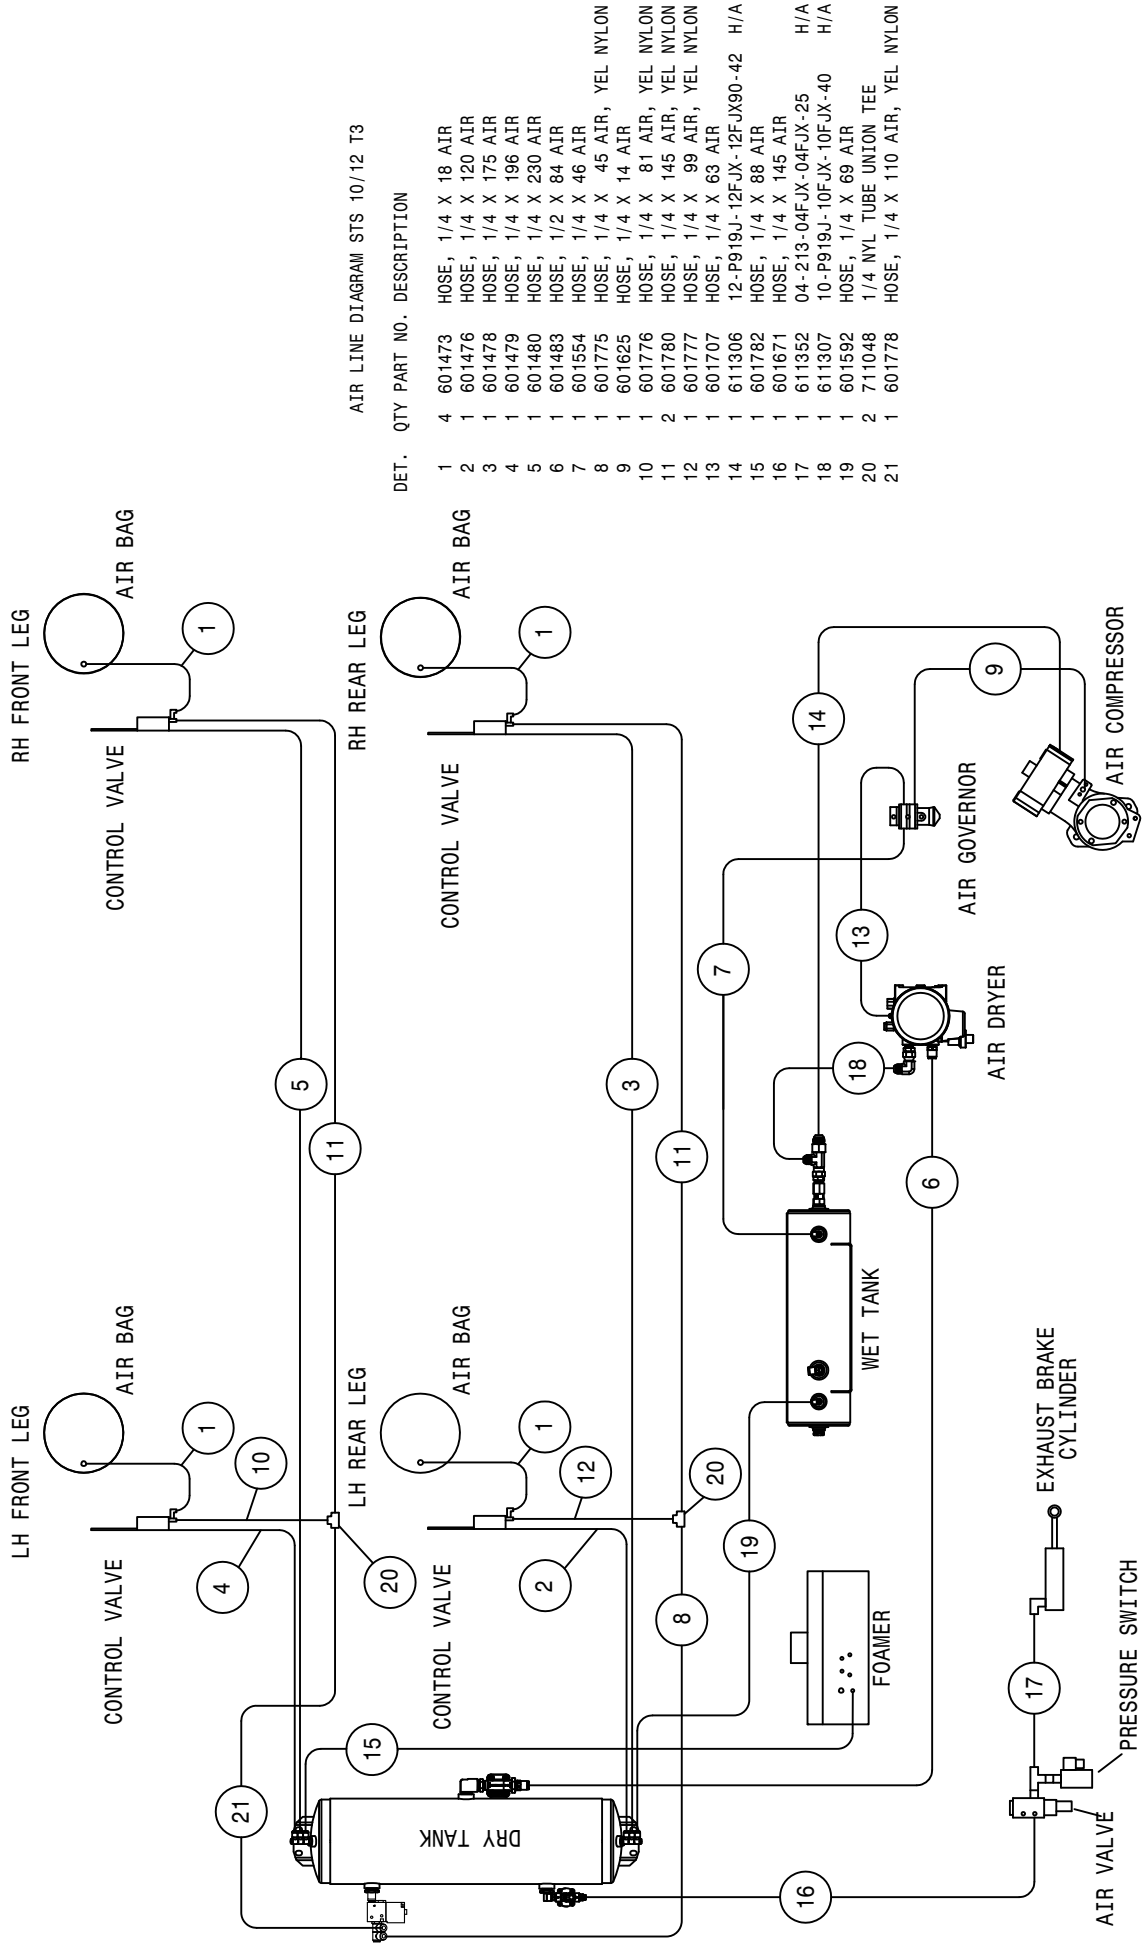 AIR LINE DIAGRAM STS 10/12 T3
DET. QTY PART NO. DESCRIPTION
1 4 601473 HOSE, 1/4 X 18 AIR
2 1 601476 HOSE, 1/4 X 120 AIR
3 1 601478 HOSE, 1/4 X 175 AIR
4 1 601479 HOSE, 1/4 X 196 AIR
5 1 601480 HOSE, 1/4 X 230 AIR
6 1 601483 HOSE, 1/2 X 84 AIR
7 1 601554 HOSE, 1/4 X 46 AIR
8 1 601775 HOSE, 1/4 X 45 AIR, YEL NYLON
9 1 601625 HOSE, 1/4 X 14 AIR
10 1 601776 HOSE, 1/4 X 81 AIR, YEL NYLON
11 2 601780 HOSE, 1/4 X 145 AIR, YEL NYLON
12 1 601777 HOSE, 1/4 X 99 AIR, YEL NYLON
13 1 601707 HOSE, 1/4 X 63 AIR
14 1 611306 12-P919J-12FJX-12FJX90-42 H/A
15 1 601782 HOSE, 1/4 X 88 AIR
16 1 601671 HOSE, 1/4 X 145 AIR
17 1 611352 04-213-04FJX-04FJX-25 H/A
18 1 611307 10-P919J-10FJX-10FJX-40 H/A
19 1 601592 HOSE, 1/4 X 69 AIR
20 2 711048 1/4 NYL TUBE UNION TEE
21 1 601778 HOSE, 1/4 X 110 AIR, YEL NYLON
LH FRONT LEG
AIR BAG
CONTROL VALVE
1
10
4
20
RH FRONT LEG
AIR BAG
CONTROL VALVE
1
5
11
21
LH REAR LEG
AIR BAG
CONTROL VALVE
1
12
2
20
RH REAR LEG
AIR BAG
CONTROL VALVE
1
3
11
8
15
19
DRY TANK
FOAMER
WET TANK
7
14
18
13
6
9
AIR DRYER
AIR GOVERNOR
AIR COMPRESSOR
16
17
EXHAUST BRAKE
CYLINDER
AIR VALVE
PRESSURE SWITCH